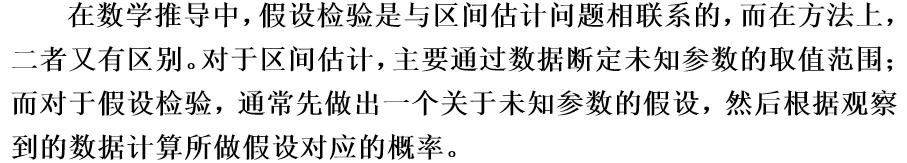 在数学推导中，假设检验是与区间估计问题相联系的，而在方法上，
二者又有区别。对于区间估计，主要通过数据断定未知参数的取值范围；
而对于假设检验，通常先做出一个关于未知参数的假设，然后根据观察
到的数据计算所做假设对应的概率。